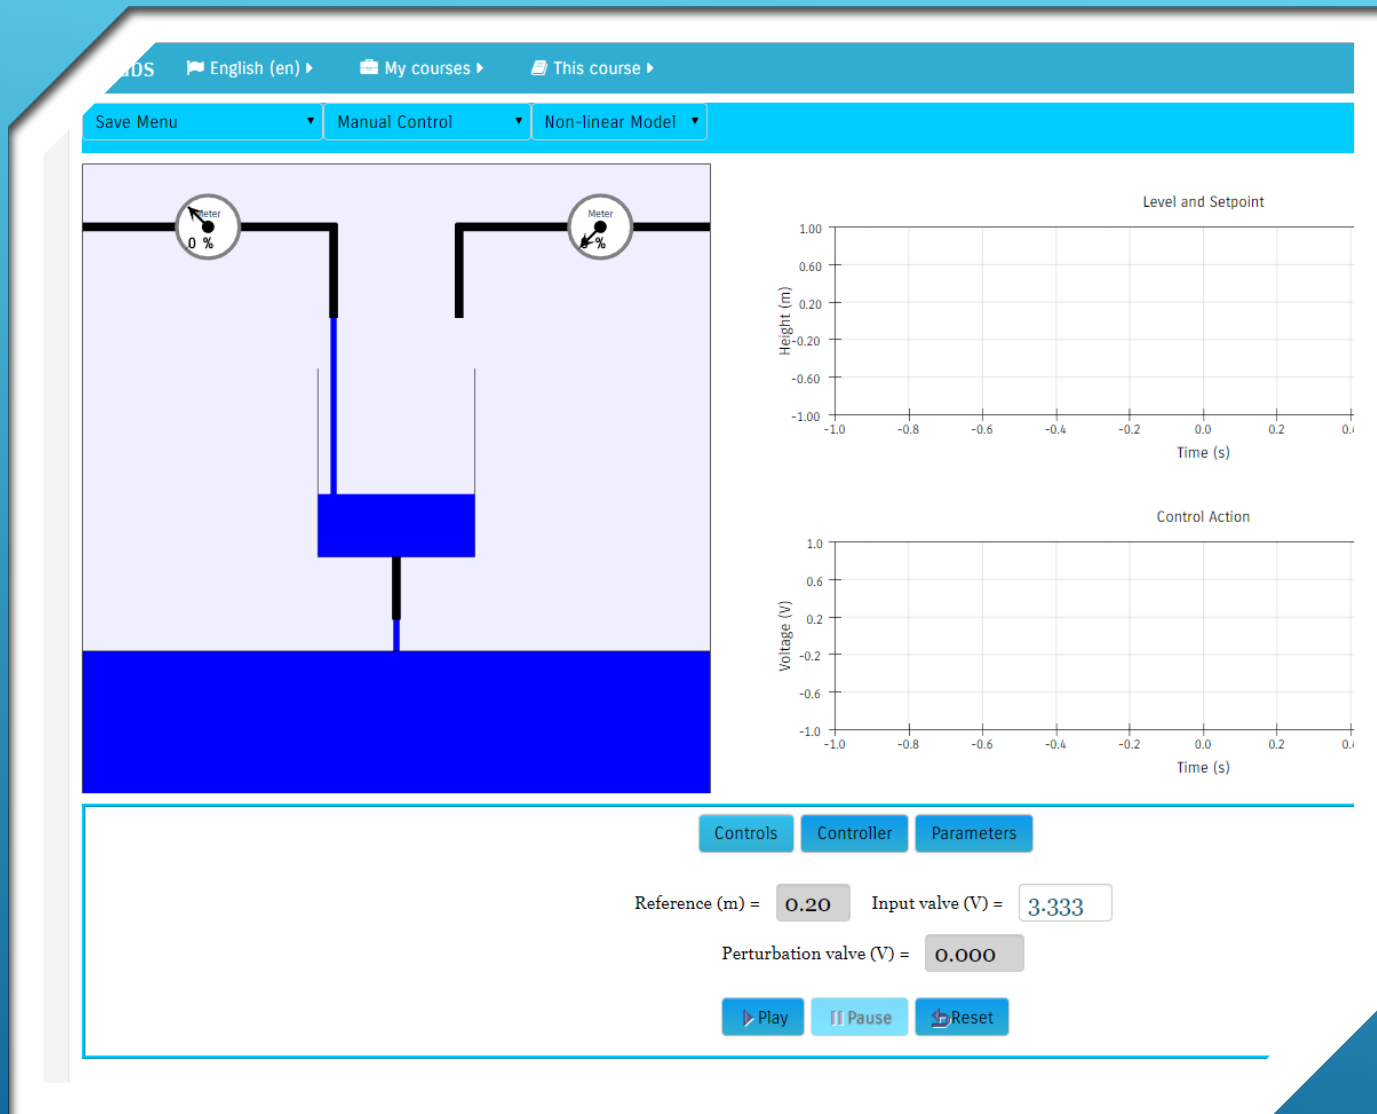 English (en)
My courses
This course
Save Menu
Manual Control
Non-linear Model
Meter
0 %
Meter
%
Level and Setpoint
1.00
0.60
0.20
-0.20
-0.60
-1.00
Height (m)
-1.0 -0.8 -0.6 -0.4 -0.2 0.0 0.2
Time (s)
Control Action
1.0
0.6
0.2
-0.2
-0.6
-1.0
Voltage (V)
-1.0 -0.8 -0.6 -0.4 -0.2 0.0 0.2
Time (s)
Controls Controller Parameters
Reference (m) = 0.20 Input valve (V) = 3.333
Perturbation valve (V) = 0.000
Play Pause Reset